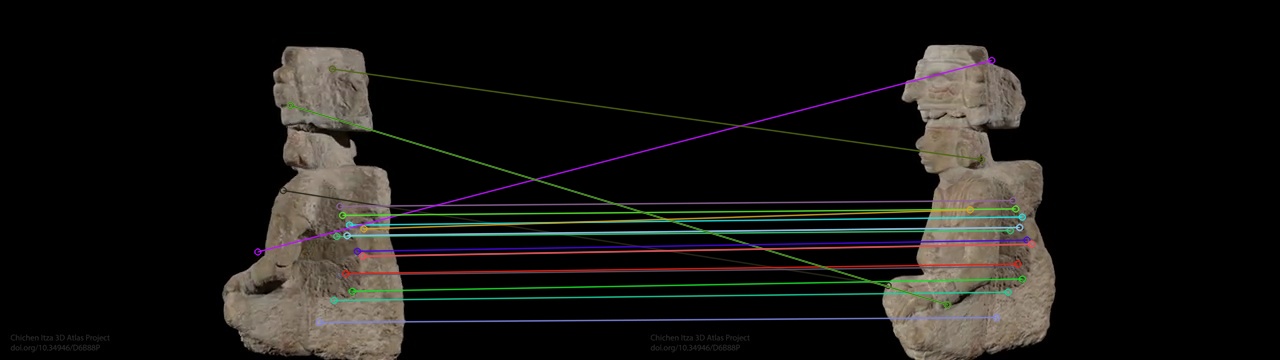 Chichen Itza 3D Atlas Project
doi.org/10.34946/D6B88P
Chichen Itza 3D Atlas Project
doi.org/10.34946/D6B88P